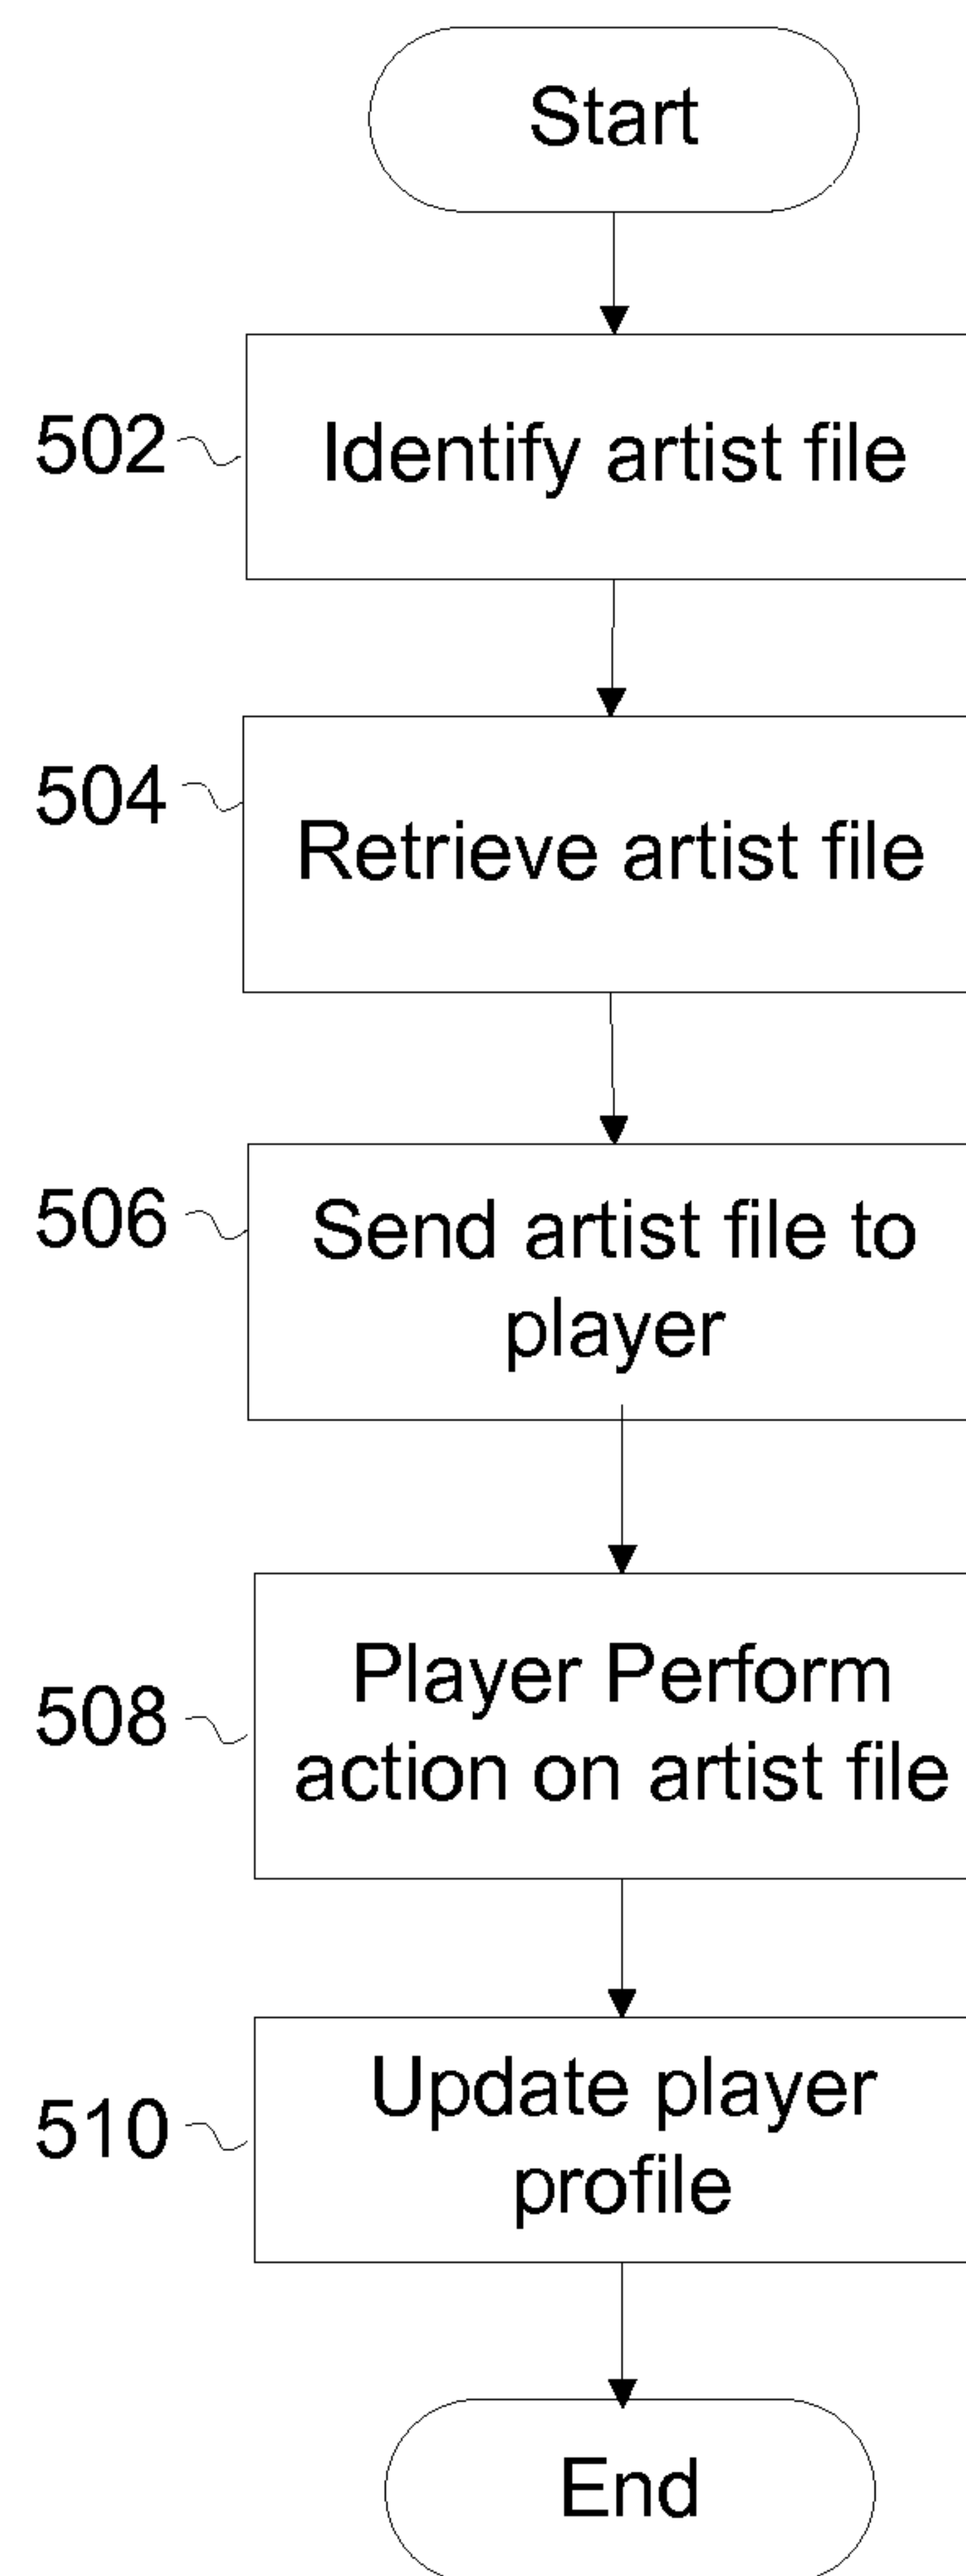 Start
502
Identify artist file
504
Retrieve artist file
506
Send artist file to
player
508
Player Perform
action on artist file
510
Update player
profile
End